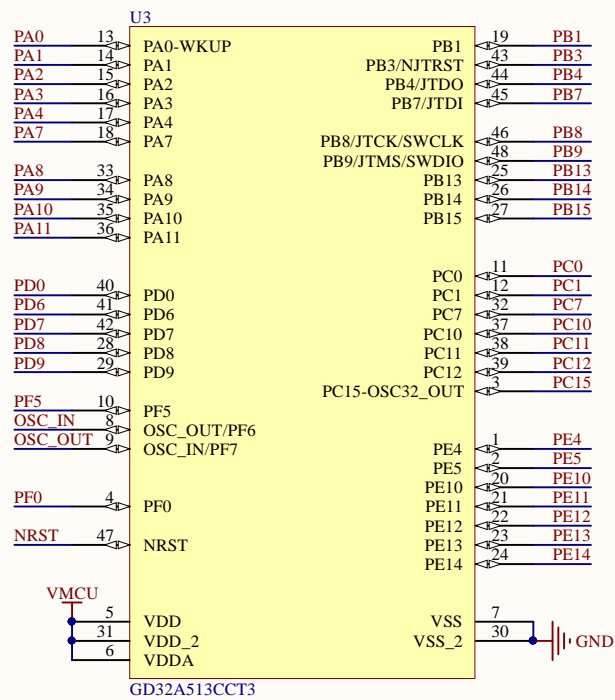 U3
PA0 13 PA0-WKUP PB1 19 PB1
PA1 14 PA1 PB3/NJTRST 43 PB3
PA2 15 PA2 PB4/JTDO 44 PB4
PA3 16 PA3 PB7/JTDI 45 PB7
PA4 17 PA4
PA7 18 PA7 PB8/JTCK/SWCLK 46 PB8
PB9/JTMS/SWDIO 48 PB9
PA8 33 PA8 PB13 25 PB13
PA9 34 PA9 PB14 26 PB14
PA10 35 PA10 PB15 27 PB15
PA11 36 PA11
PC0 11 PC0
PD0 40 PD0 PC1 12 PC1
PD6 41 PD6 PC7 32 PC7
PD7 42 PD7 PC10 37 PC10
PD8 28 PD8 PC11 38 PC11
PD9 29 PD9 PC12 39 PC12
PC15-OSC32_OUT 3 PC15
PF5 10 PF5
OSC_IN 8 OSC_OUT/PF6
OSC_OUT 9 OSC_IN/PF7 PE4 1 PE4
PE5 2 PE5
PE10 20 PE10
PF0 4 PF0 PE11 21 PE11
PE12 22 PE12
NRST 47 NRST PE13 23 PE13
PE14 24 PE14
VMCU
5 VDD VSS 7
31 VDD_2 VSS_2 30 GND
6 VDDA
GD32A513CCT3